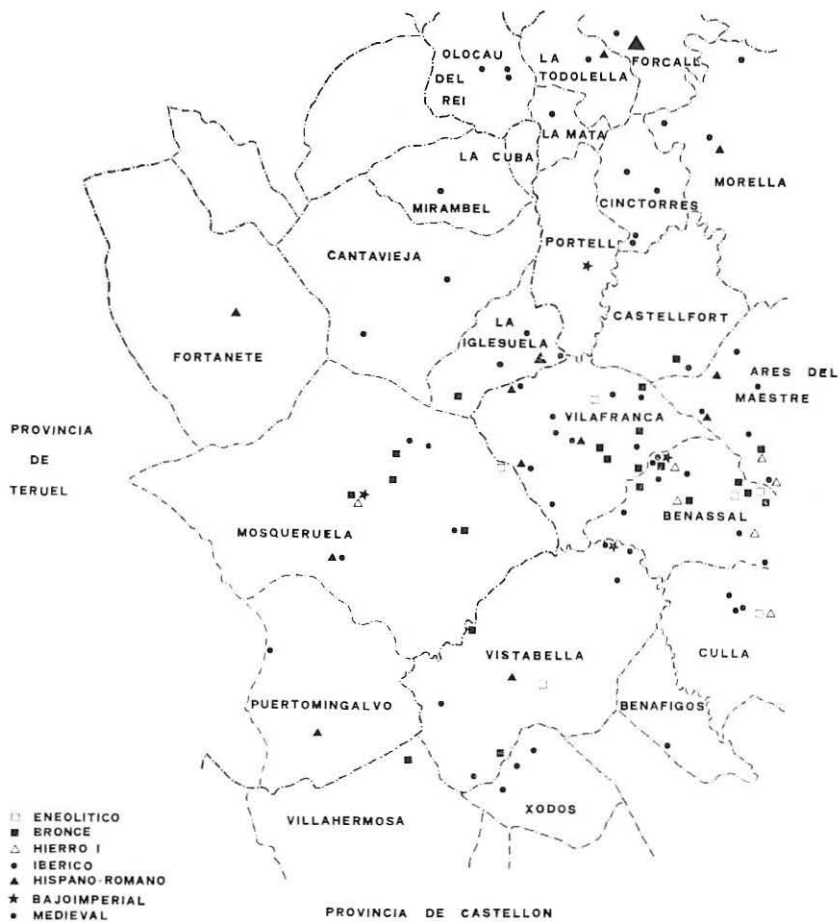 OLOCAU
DEL
REI
LA
TODOLELLA
FORCALL
LA MATA
LA CUBA
MORELLA
MIRAMBEL
CINCTORRES
PORTELL
CANTAVIEJA
CASTELLFORT
LA
IGLESUELA
FORTANETE
ARES DEL
MAESTRE
VILAFRANCA
PROVINCIA
DE
TERUEL
BENASSAL
MOSQUERUELA
VISTABELLA
CULLA
PUERTOMINGALVO
BENAFIGOS
VILLAHERMOSA
XODOS
ENEOLITICO
BRONCE
HIERRO I
IBERICO
HISPANO-ROMANO
BAJOIMPERIAL
MEDIEVAL
PROVINCIA DE CASTELLON